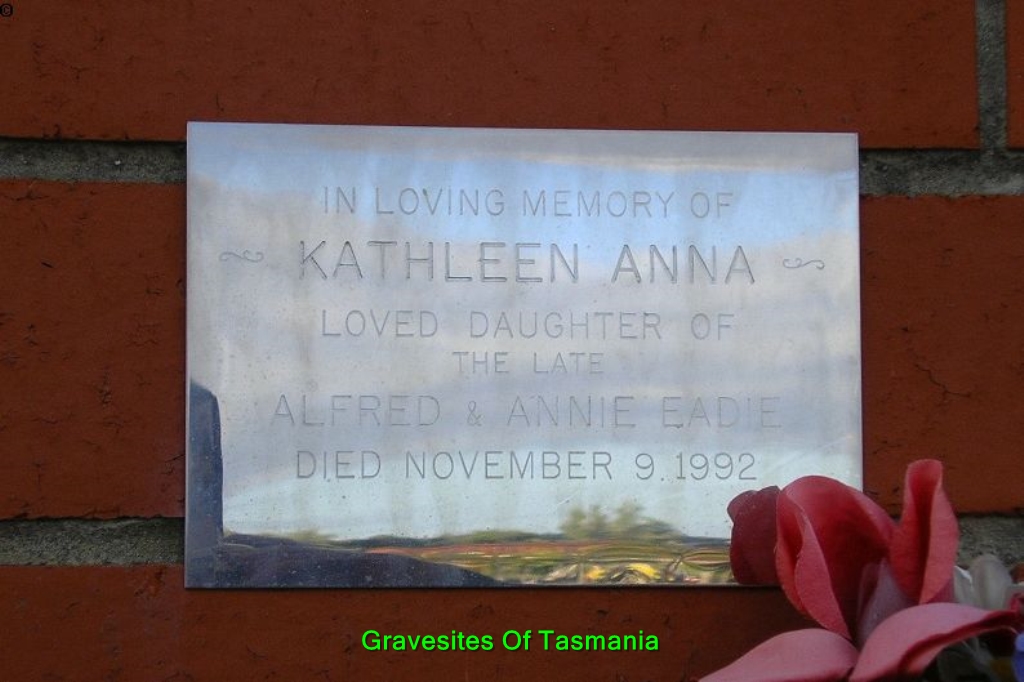 ©
IN LOVING MEMORY OF
KATHLEEN ANNA
LOVED DAUGHTER OF
THE LATE
ALFRED & ANNIE EADIE
DIED NOVEMBER 9.1992
Gravesites Of Tasmania